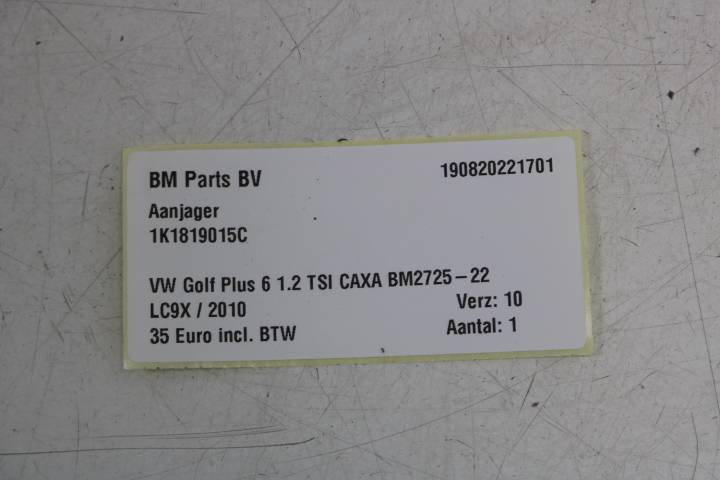 BM Parts BV 190820221701
Aanjager
1K1819015C
VW Golf Plus 6 1.2 TSI CAXA BM2725-22
LC9X / 2010 Verz: 10
35 Euro incl. BTW Aantal: 1